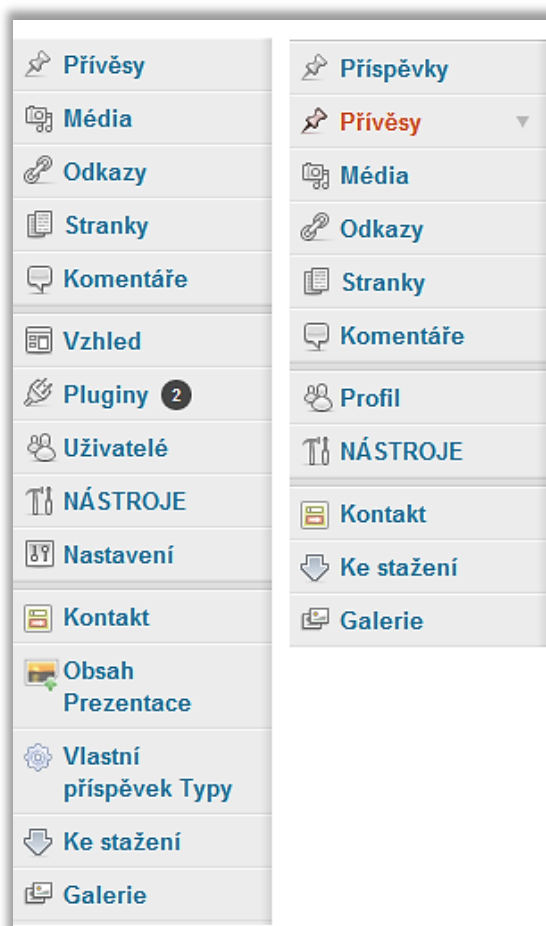 Přívěsy
Média
Odkazy
Stranky
Komentáře
Vzhled
Pluginy 2
Uživatelé
NÁSTROJE
Nastavení
Kontakt
Obsah
Prezentace
Vlastní
příspěvek Typy
Ke stažení
Galerie
Příspěvky
Přívěsy
Média
Odkazy
Stranky
Komentáře
Profil
NÁSTROJE
Kontakt
Ke stažení
Galerie